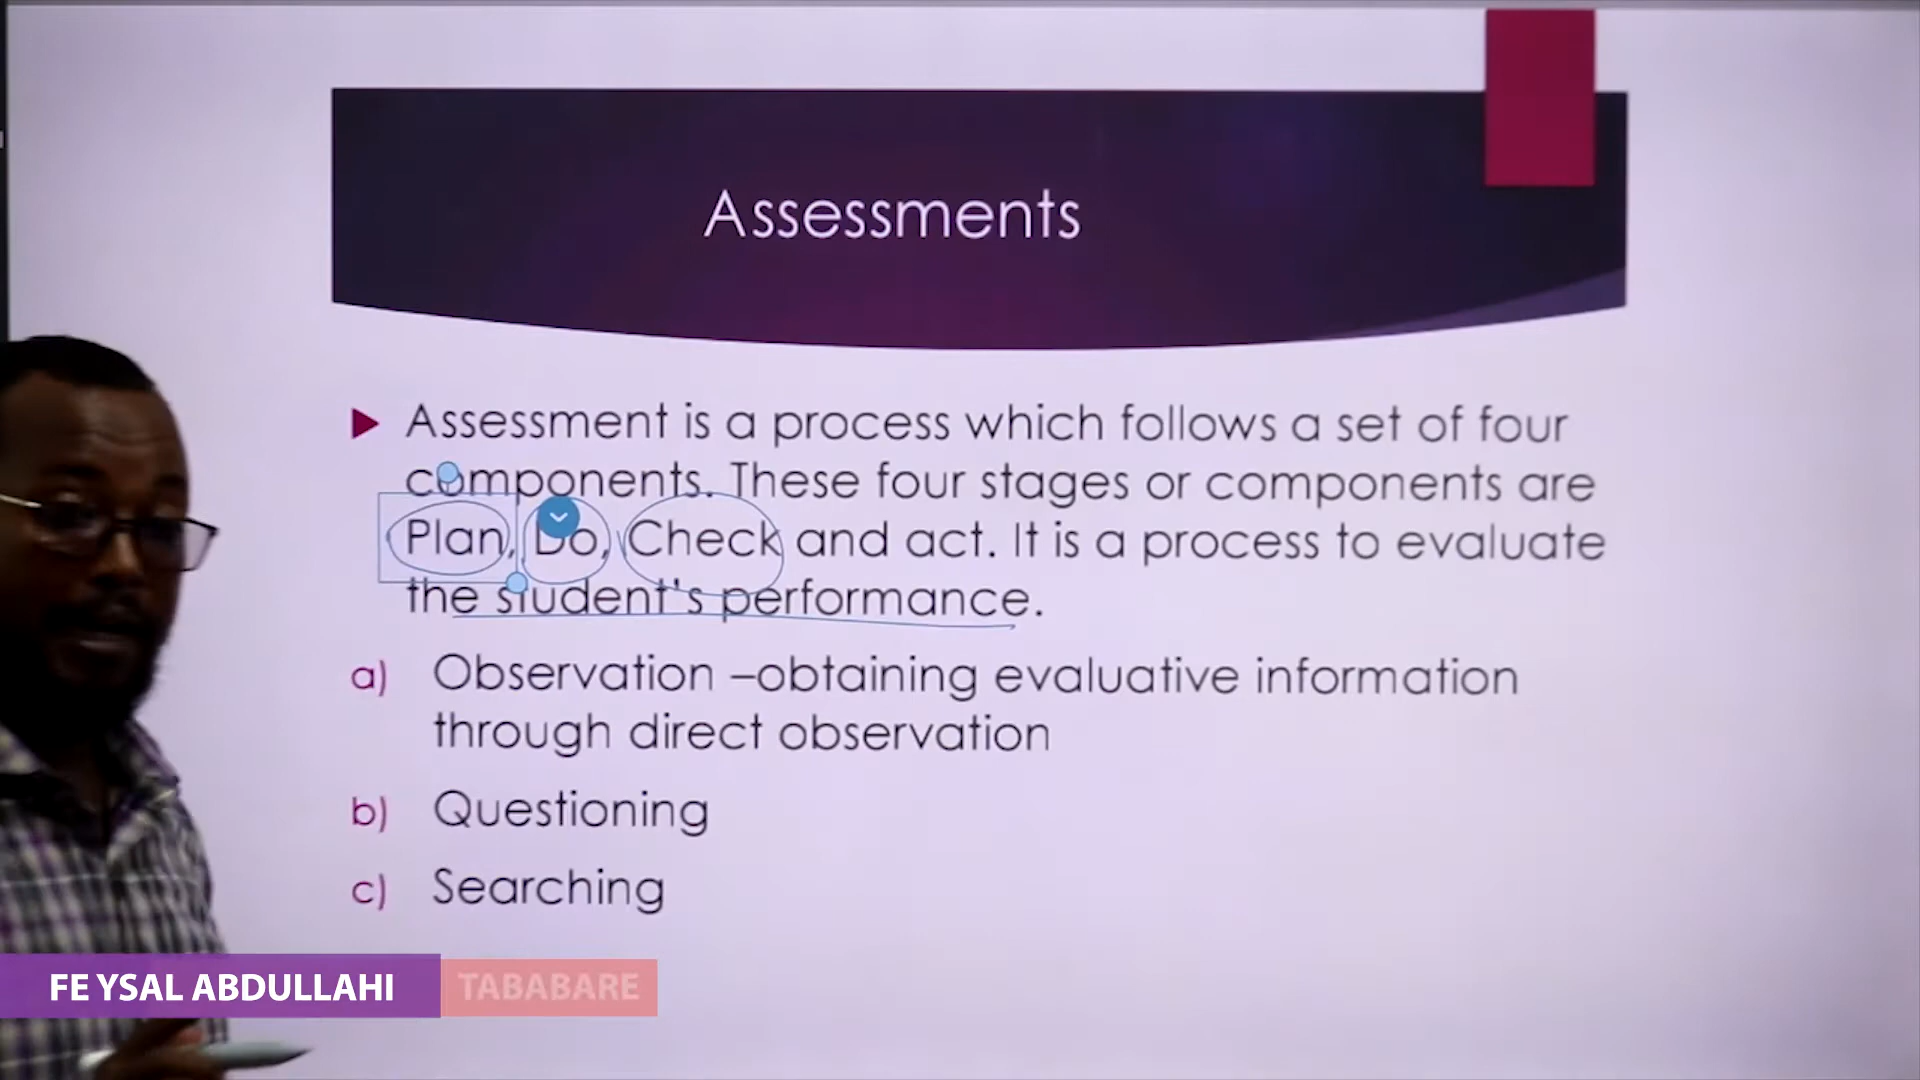 Assessments
Assessment is a process which follows a set of four
components. These four stages or components are
Plan, Do, Check and act. It is a process to evaluate
the student's performance.
a) Observation –obtaining evaluative information
through direct observation
b) Questioning
c) Searching
FEYSAL ABDULLAHI
TABABARE